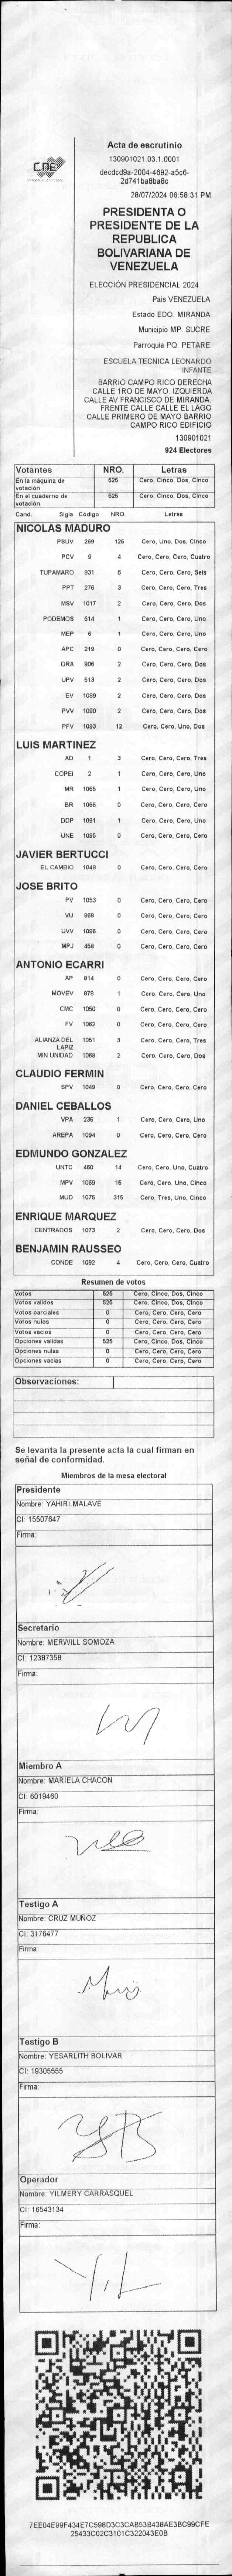 CNE
Acta de escrutinio
130901021.03.1.0001
decdcd9a-2004-4692-a5c6-
2d741ba8ba8c
28/07/2024 06:58:31 PM
PRESIDENTA O
PRESIDENTE DE LA
REPUBLICA
BOLIVARIANA DE
VENEZUELA
ELECCIÓN PRESIDENCIAL 2024
Pais VENEZUELA
Estado EDO. MIRANDA
Municipio MP. SUCRE
Parroquia PQ. PETARE
ESCUELA TECNICA LEONARDO
INFANTE
BARRIO CAMPO RICO DERECHA
CALLE 1RO DE MAYO. IZQUIERDA
CALLE AV FRANCISCO DE MIRANDA.
FRENTE CALLE CALLE EL LAGO
CALLE PRIMERO DE MAYO BARRIO
CAMPO RICO EDIFICIO
130901021
924 Electores
Votantes NRO. Letras
En la máquina de votación 525 Cero, Cinco, Dos, Cinco
En el cuaderno de votación 525 Cero, Cinco, Dos, Cinco
Cand. Sigla Código NRO. Letras
NICOLAS MADURO
PSUV 269 125 Cero, Uno, Dos, Cinco
PCV 5 4 Cero, Cero, Cero, Cuatro
TUPAMARO 931 6 Cero, Cero, Cero, Seis
PPT 276 3 Cero, Cero, Cero, Tres
MSV 1017 2 Cero, Cero, Cero, Dos
PODEMOS 514 1 Cero, Cero, Cero, Uno
MEP 6 1 Cero, Cero, Cero, Uno
APC 219 0 Cero, Cero, Cero, Cero
ORA 906 2 Cero, Cero, Cero, Dos
UPV 513 2 Cero, Cero, Cero, Dos
EV 1089 2 Cero, Cero, Cero, Dos
PVV 1090 2 Cero, Cero, Cero, Dos
PFV 1093 12 Cero, Cero, Uno, Dos
LUIS MARTINEZ
AD 1 3 Cero, Cero, Cero, Tres
COPEI 2 1 Cero, Cero, Cero, Uno
MR 1065 1 Cero, Cero, Cero, Uno
BR 1066 0 Cero, Cero, Cero, Cero
DDP 1091 1 Cero, Cero, Cero, Uno
UNE 1095 0 Cero, Cero, Cero, Cero
JAVIER BERTUCCI
EL CAMBIO 1048 0 Cero, Cero, Cero, Cero
JOSE BRITO
PV 1053 0 Cero, Cero, Cero, Cero
VU 969 0 Cero, Cero, Cero, Cero
UVV 1096 0 Cero, Cero, Cero, Cero
MPJ 458 0 Cero, Cero, Cero, Cero
ANTONIO ECARRI
AP 814 0 Cero, Cero, Cero, Cero
MOVEV 879 1 Cero, Cero, Cero, Uno
CMC 1050 0 Cero, Cero, Cero, Cero
FV 1062 0 Cero, Cero, Cero, Cero
ALIANZA DEL LAPIZ 1051 3 Cero, Cero, Cero, Tres
MIN UNIDAD 1068 2 Cero, Cero, Cero, Dos
CLAUDIO FERMIN
SPV 1049 0 Cero, Cero, Cero, Cero
DANIEL CEBALLOS
VPA 236 1 Cero, Cero, Cero, Uno
AREPA 1094 0 Cero, Cero, Cero, Cero
EDMUNDO GONZALEZ
UNTC 460 14 Cero, Cero, Uno, Cuatro
MPV 1069 15 Cero, Cero, Uno, Cinco
MUD 1075 315 Cero, Tres, Uno, Cinco
ENRIQUE MARQUEZ
CENTRADOS 1073 2 Cero, Cero, Cero, Dos
BENJAMIN RAUSSEO
CONDE 1092 4 Cero, Cero, Cero, Cuatro
Resumen de votos
Votos 525 Cero, Cinco, Dos, Cinco
Votos validos 525 Cero, Cinco, Dos, Cinco
Votos parciales 0 Cero, Cero, Cero, Cero
Votos nulos 0 Cero, Cero, Cero, Cero
Votos vacios 0 Cero, Cero, Cero, Cero
Opciones validas 525 Cero, Cinco, Dos, Cinco
Opciones nulas 0 Cero, Cero, Cero, Cero
Opciones vacias 0 Cero, Cero, Cero, Cero
Observaciones:
Se levanta la presente acta la cual firman en
señal de conformidad.
Miembros de la mesa electoral
Presidente
Nombre: YAHIRI MALAVE
CI: 15507647
Firma:
Secretario
Nombre: MERWILL SOMOZA
CI: 12387358
Firma:
Miembro A
Nombre: MARIELA CHACON
CI: 6019460
Firma:
Testigo A
Nombre: CRUZ MUÑOZ
CI: 3176477
Firma:
Testigo B
Nombre: YESARLITH BOLIVAR
CI: 19305555
Firma:
Operador
Nombre: YILMERY CARRASQUEL
CI: 16543134
Firma:
7EE04E99F434E7C598D3C3CAB53B438AE3BC99CFE
25433C02C3101C322043E0B